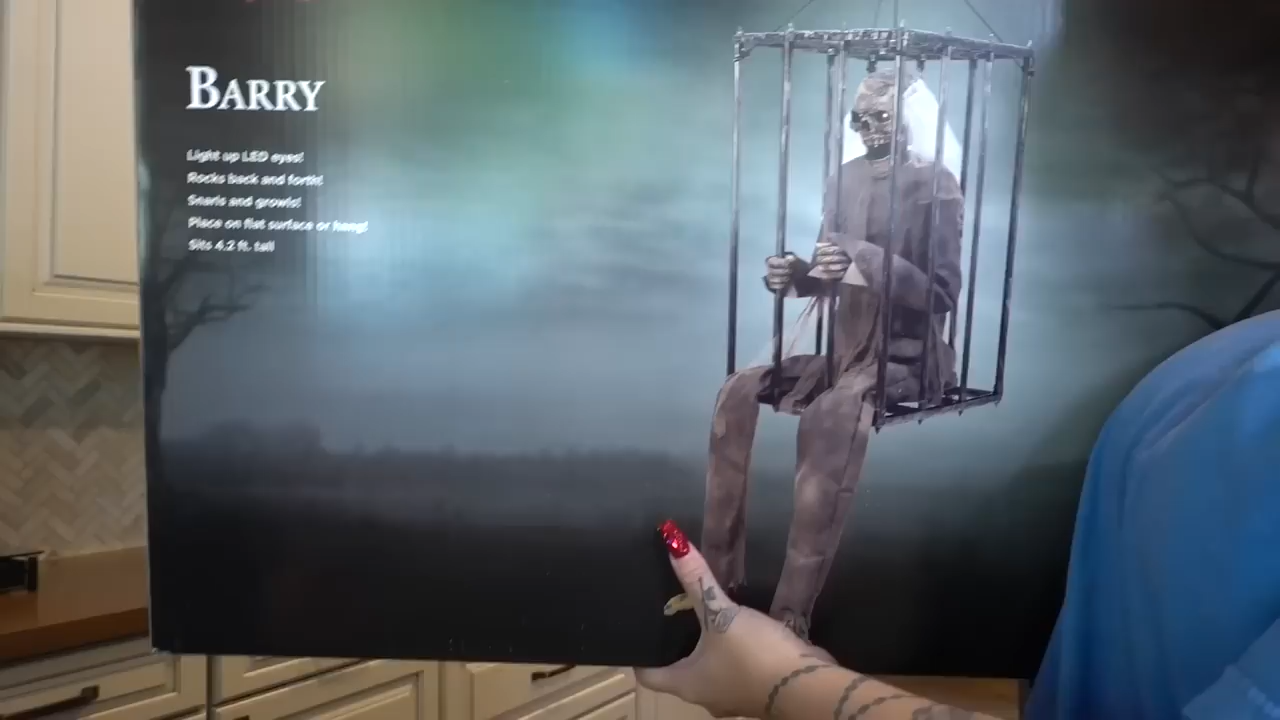 BARRY
Light up LED eyes!
Rocks back and forth!
Snarls and growls!
Place on flat surface or hang!
Sits 4.2 ft. tall